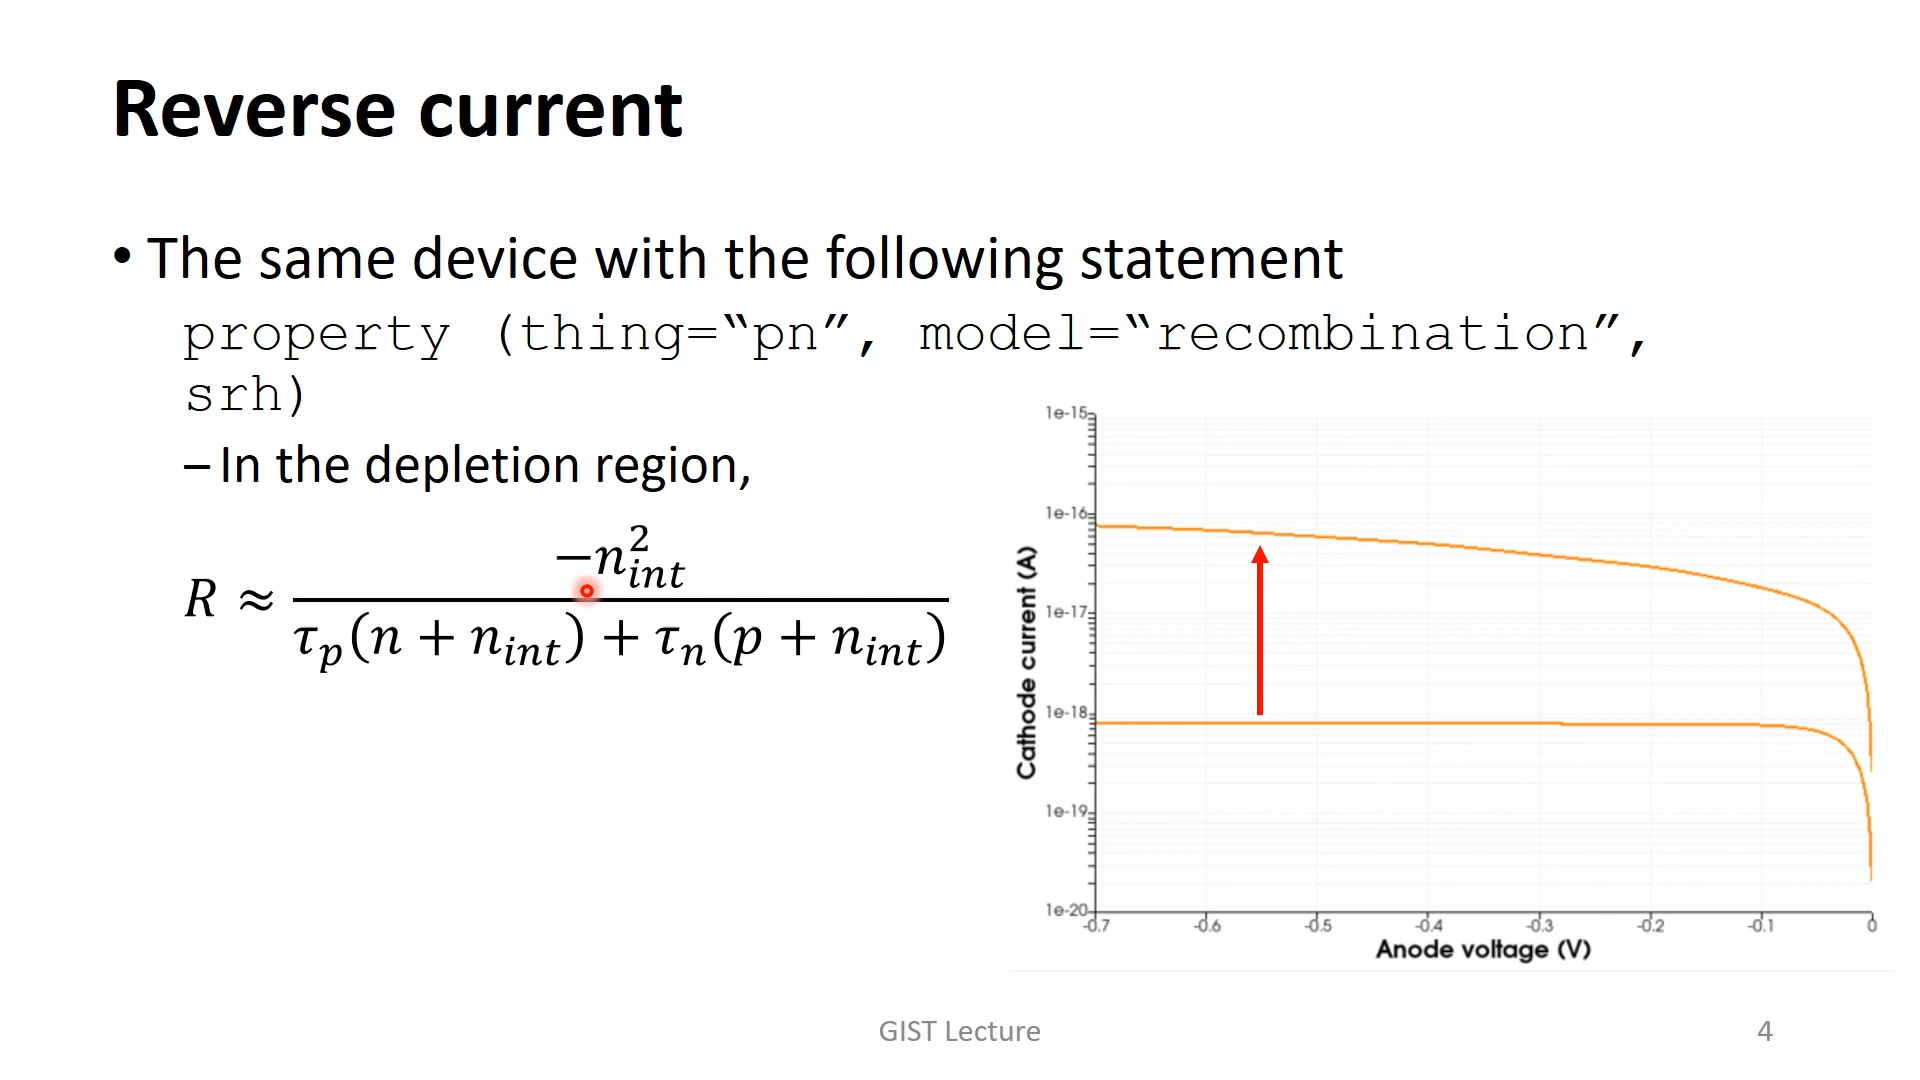 Reverse current
• The same device with the following statement
property (thing=“pn”, model=“recombination”,
srh)
– In the depletion region,
R ≈ −n_int^2 / (τ_p(n + n_int) + τ_n(p + n_int))
1e-15
1e-16
1e-17
1e-18
1e-19
1e-20
Cathode current (A)
-0.7 -0.6 -0.5 -0.4 -0.3 -0.2 -0.1 0
Anode voltage (V)
GIST Lecture
4